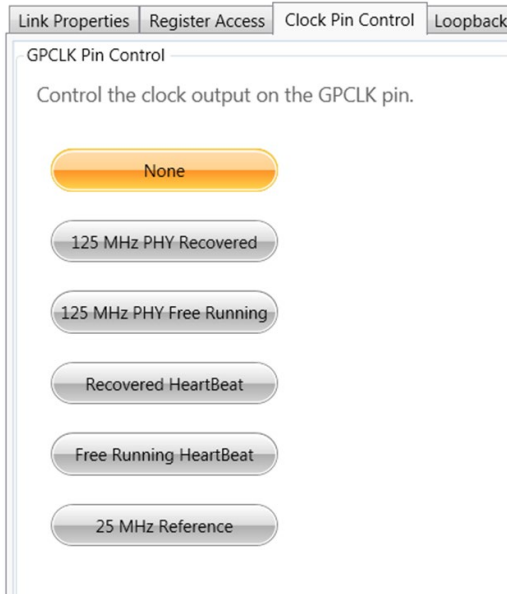 Link Properties Register Access Clock Pin Control Loopback
GPCLK Pin Control
Control the clock output on the GPCLK pin.
None
125 MHz PHY Recovered
125 MHz PHY Free Running
Recovered HeartBeat
Free Running HeartBeat
25 MHz Reference